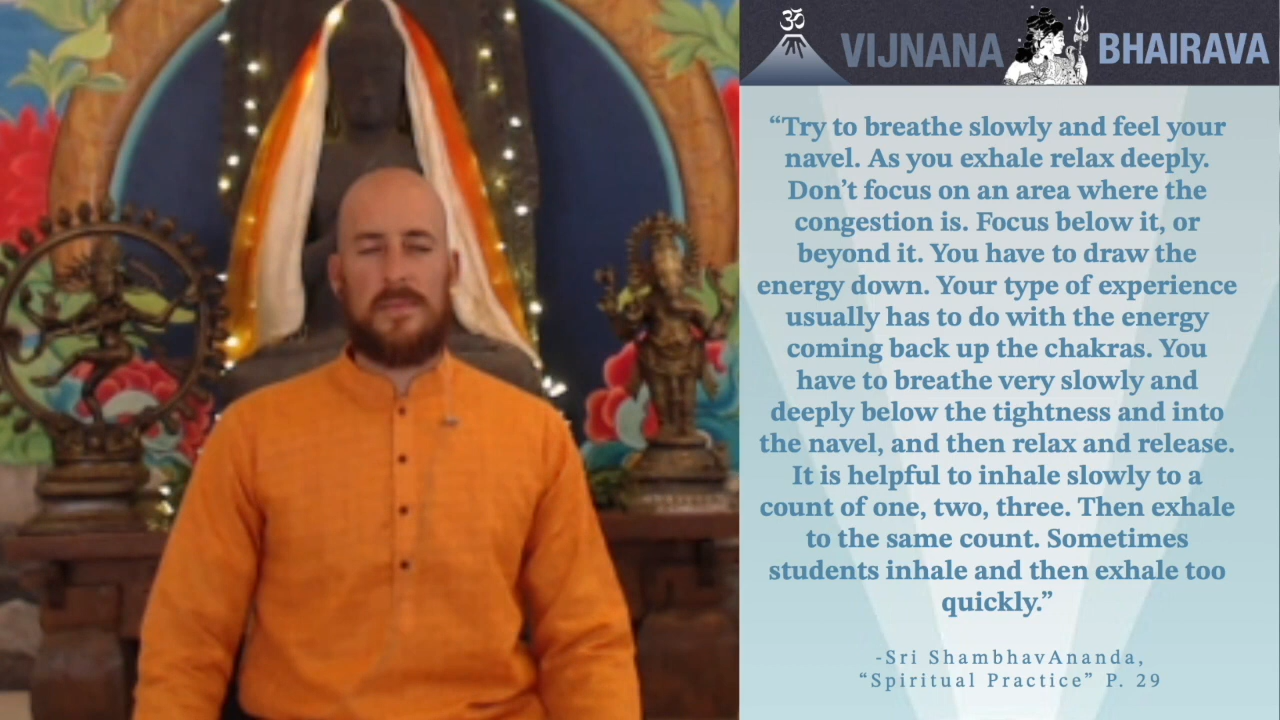 ॐ
VIJNANA BHAIRAVA
“Try to breathe slowly and feel your
navel. As you exhale relax deeply.
Don’t focus on an area where the
congestion is. Focus below it, or
beyond it. You have to draw the
energy down. Your type of experience
usually has to do with the energy
coming back up the chakras. You
have to breathe very slowly and
deeply below the tightness and into
the navel, and then relax and release.
It is helpful to inhale slowly to a
count of one, two, three. Then exhale
to the same count. Sometimes
students inhale and then exhale too
quickly.”
-Sri ShambhavAnanda,
“Spiritual Practice” P. 29